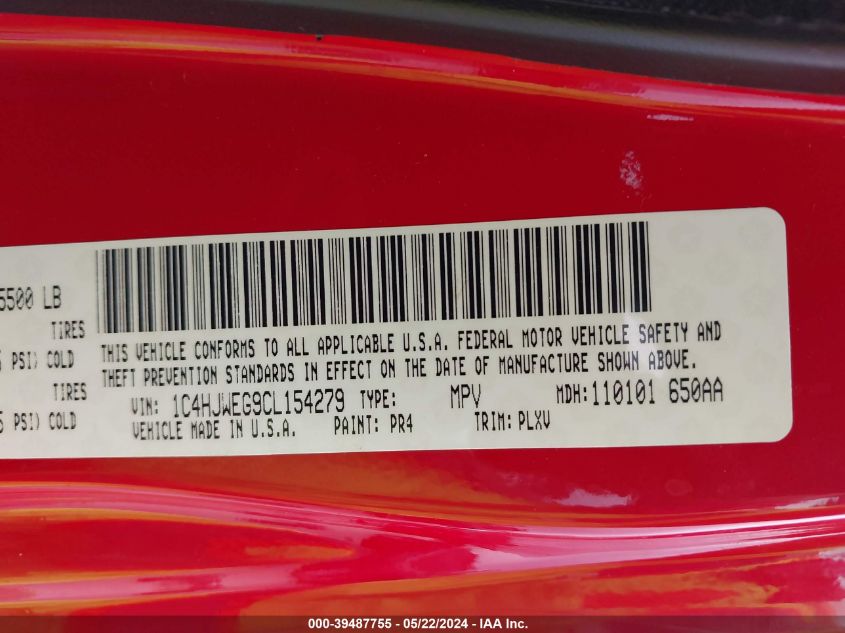 5500 LB
TIRES
PSI) COLD
TIRES
5 PSI) COLD
THIS VEHICLE CONFORMS TO ALL APPLICABLE U.S.A. FEDERAL MOTOR VEHICLE SAFETY AND
THEFT PREVENTION STANDARDS IN EFFECT ON THE DATE OF MANUFACTURE SHOWN ABOVE.
VIN: 1C4HJWEG9CL154279 TYPE: MPV MDH:110101 650AA
VEHICLE MADE IN U.S.A. PAINT: PR4 TRIM:PLXV
000-39487755 - 05/22/2024 - IAA Inc.